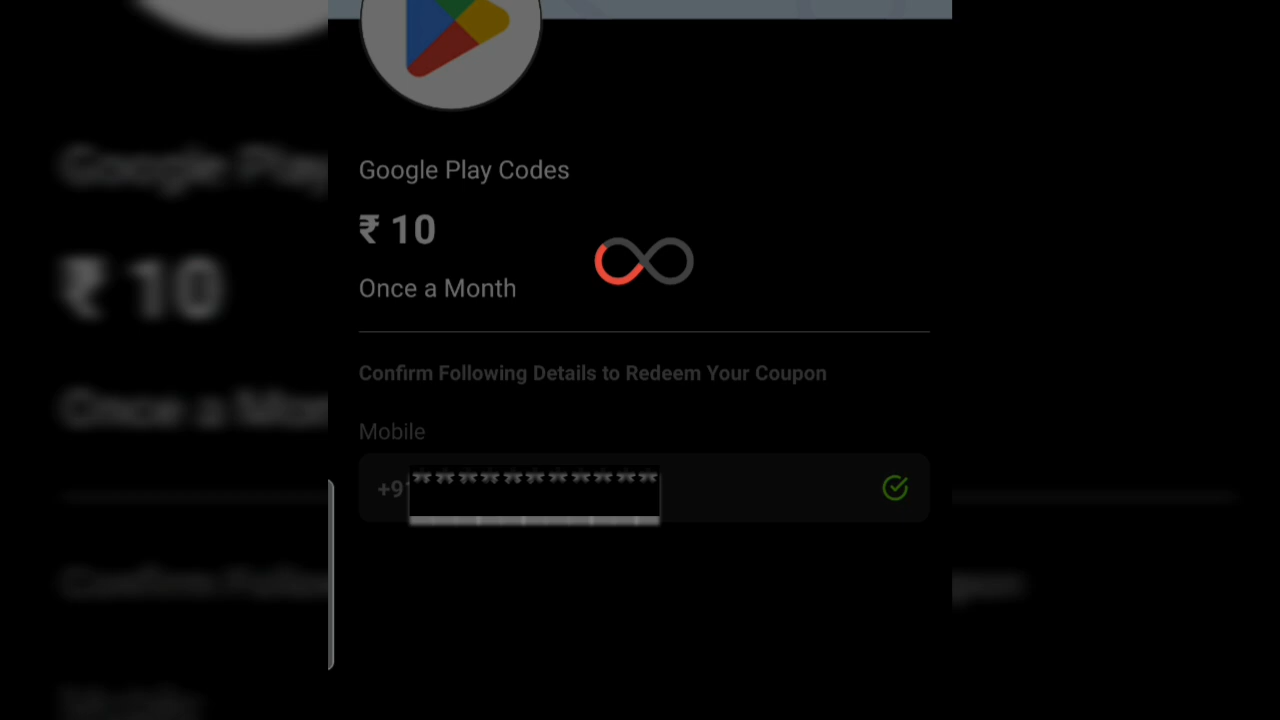 Google Play Codes
₹ 10
Once a Month
Confirm Following Details to Redeem Your Coupon
Mobile
+91
***********